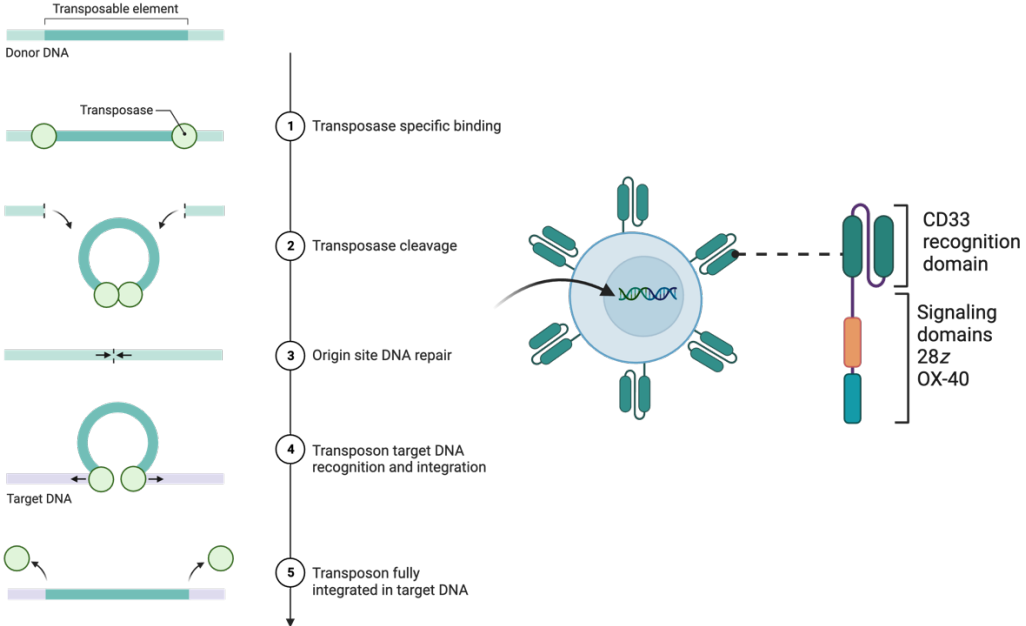 Transposable element
Donor DNA
Transposase
1 Transposase specific binding
2 Transposase cleavage
3 Origin site DNA repair
4 Transposon target DNA
recognition and integration
Target DNA
5 Transposon fully
integrated in target DNA
CD33
recognition
domain
Signaling
domains
28z
OX-40